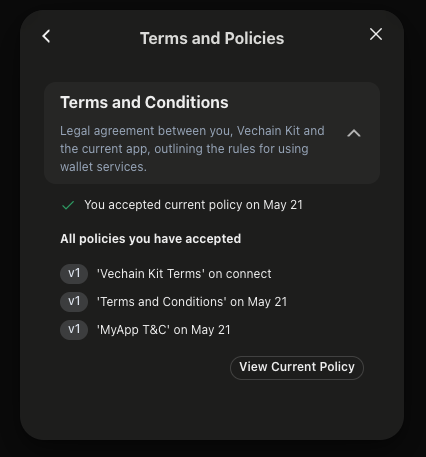 Terms and Policies
Terms and Conditions
Legal agreement between you, Vechain Kit and
the current app, outlining the rules for using
wallet services.
You accepted current policy on May 21
All policies you have accepted
v1 'Vechain Kit Terms' on connect
v1 'Terms and Conditions' on May 21
v1 'MyApp T&C' on May 21
View Current Policy